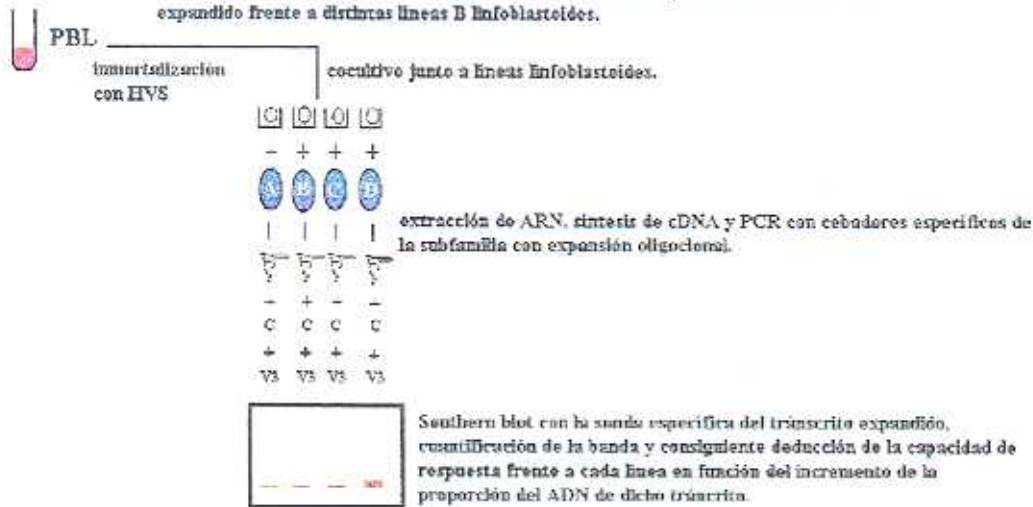 expandido frente a distintas líneas B linfoblastoides.
PBL
inmortalización
con HVS
cocultivo junto a líneas linfoblastoides.
- + + +
A B C D
extracción de ARN, síntesis de cDNA y PCR con cebadores específicos de
la subfamilia con expansión oligoclonal.
C C C C
+ + + +
V3 V3 V3 V3
Southern blot con la sonda específica del tránscrito expandido,
cuantificación de la banda y consiguiente deducción de la capacidad de
respuesta frente a cada línea en función del incremento de la
proporción del ADN de dicho tránscrito.